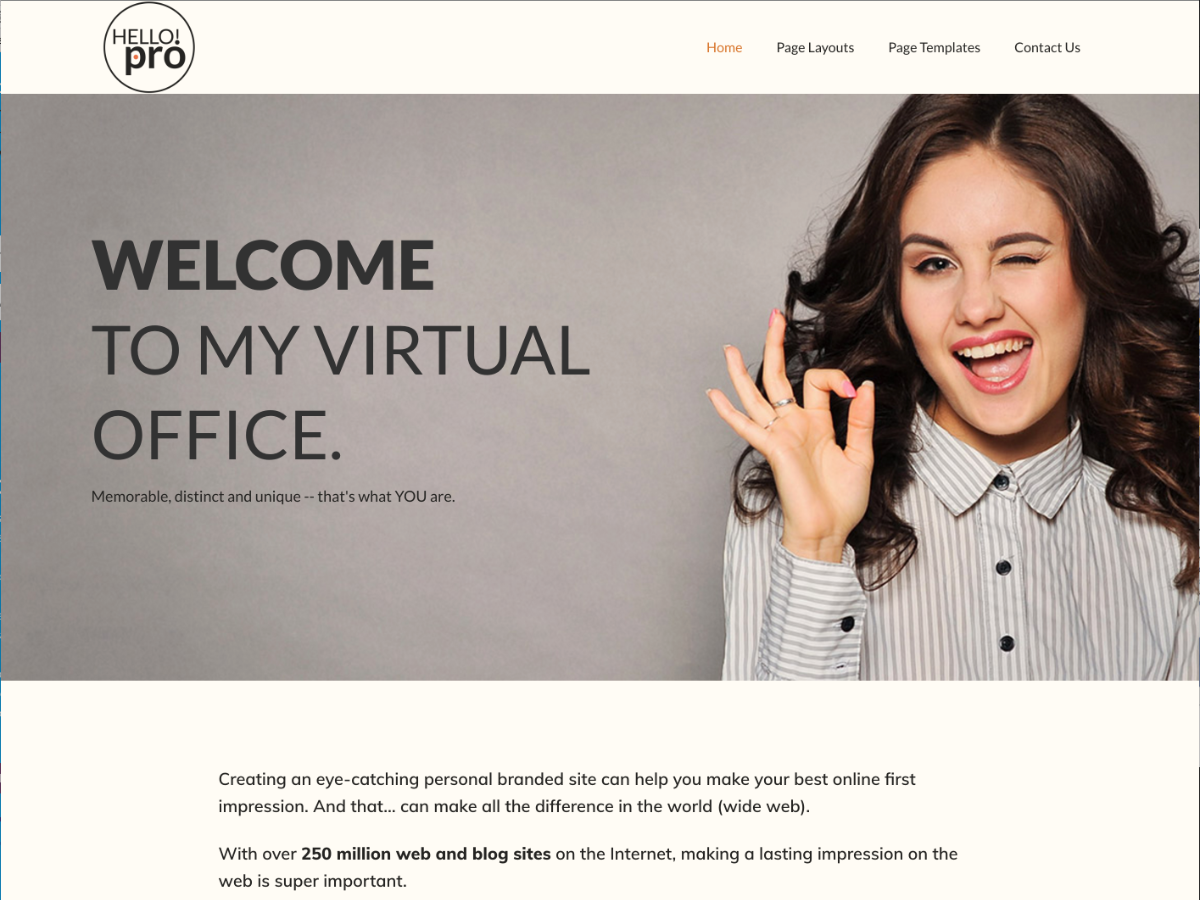 HELLO!
pro
Home Page Layouts Page Templates Contact Us
WELCOME
TO MY VIRTUAL
OFFICE.
Memorable, distinct and unique -- that's what YOU are.
Creating an eye-catching personal branded site can help you make your best online first
impression. And that... can make all the difference in the world (wide web).
With over 250 million web and blog sites on the Internet, making a lasting impression on the
web is super important.